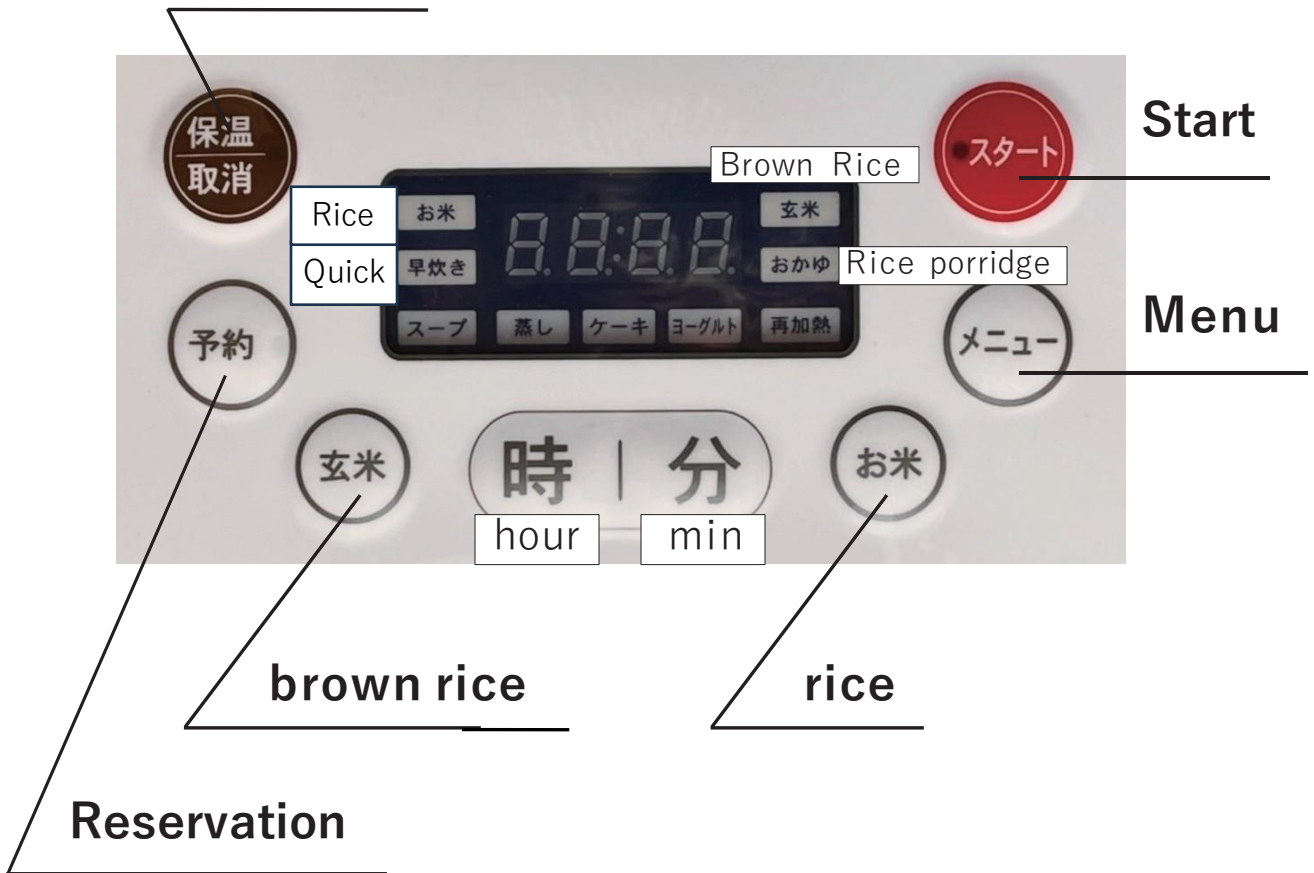 保温
取消
Start
スタート
Brown Rice
Rice
お米
88:88
玄米
Quick
早炊き
おかゆ
Rice porridge
スープ
蒸し
ケーキ
ヨーグルト
再加熱
Menu
予約
メニュー
玄米
時 | 分
お米
hour
min
brown rice
rice
Reservation